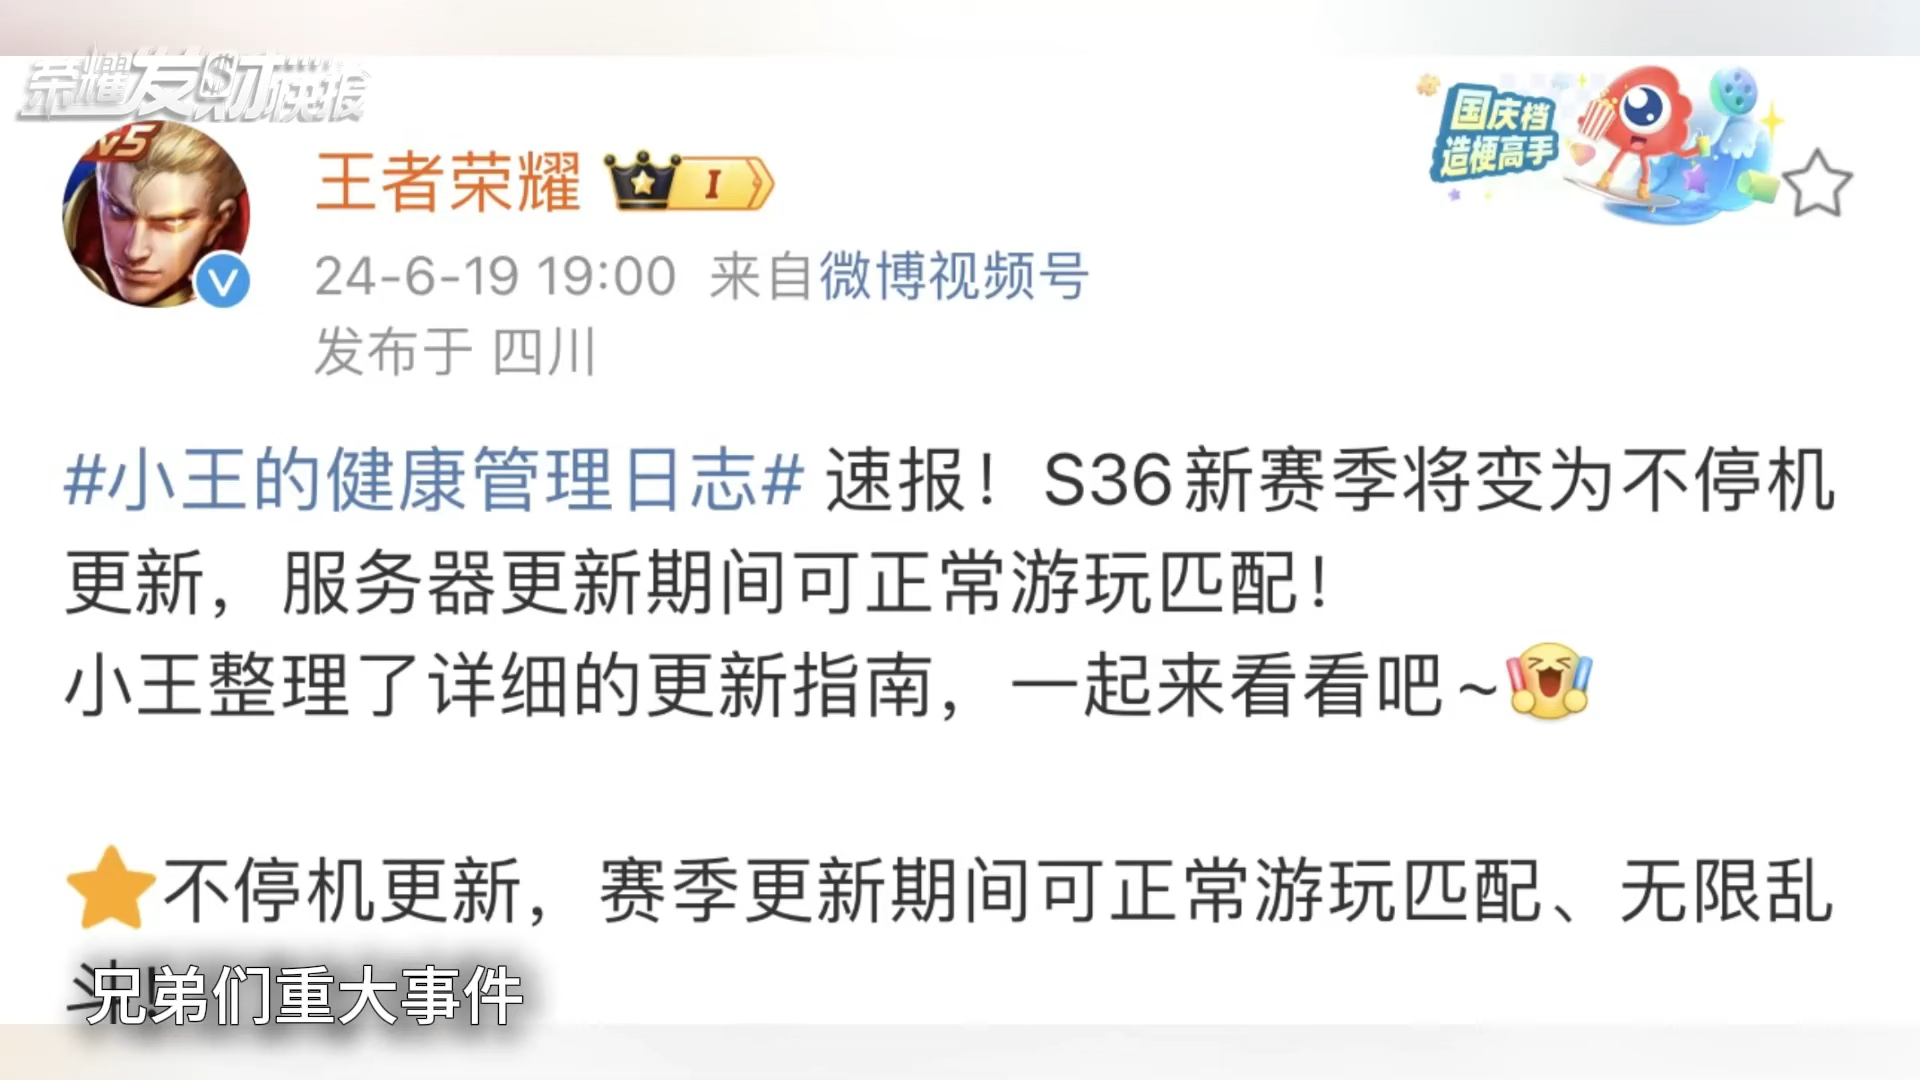 荣耀发财快报
国庆档
造梗高手
V5
王者荣耀 I
24-6-19 19:00 来自微博视频号
发布于 四川
#小王的健康管理日志# 速报！S36新赛季将变为不停机
更新，服务器更新期间可正常游玩匹配！
小王整理了详细的更新指南，一起来看看吧~
不停机更新，赛季更新期间可正常游玩匹配、无限乱
斗！
兄弟们重大事件